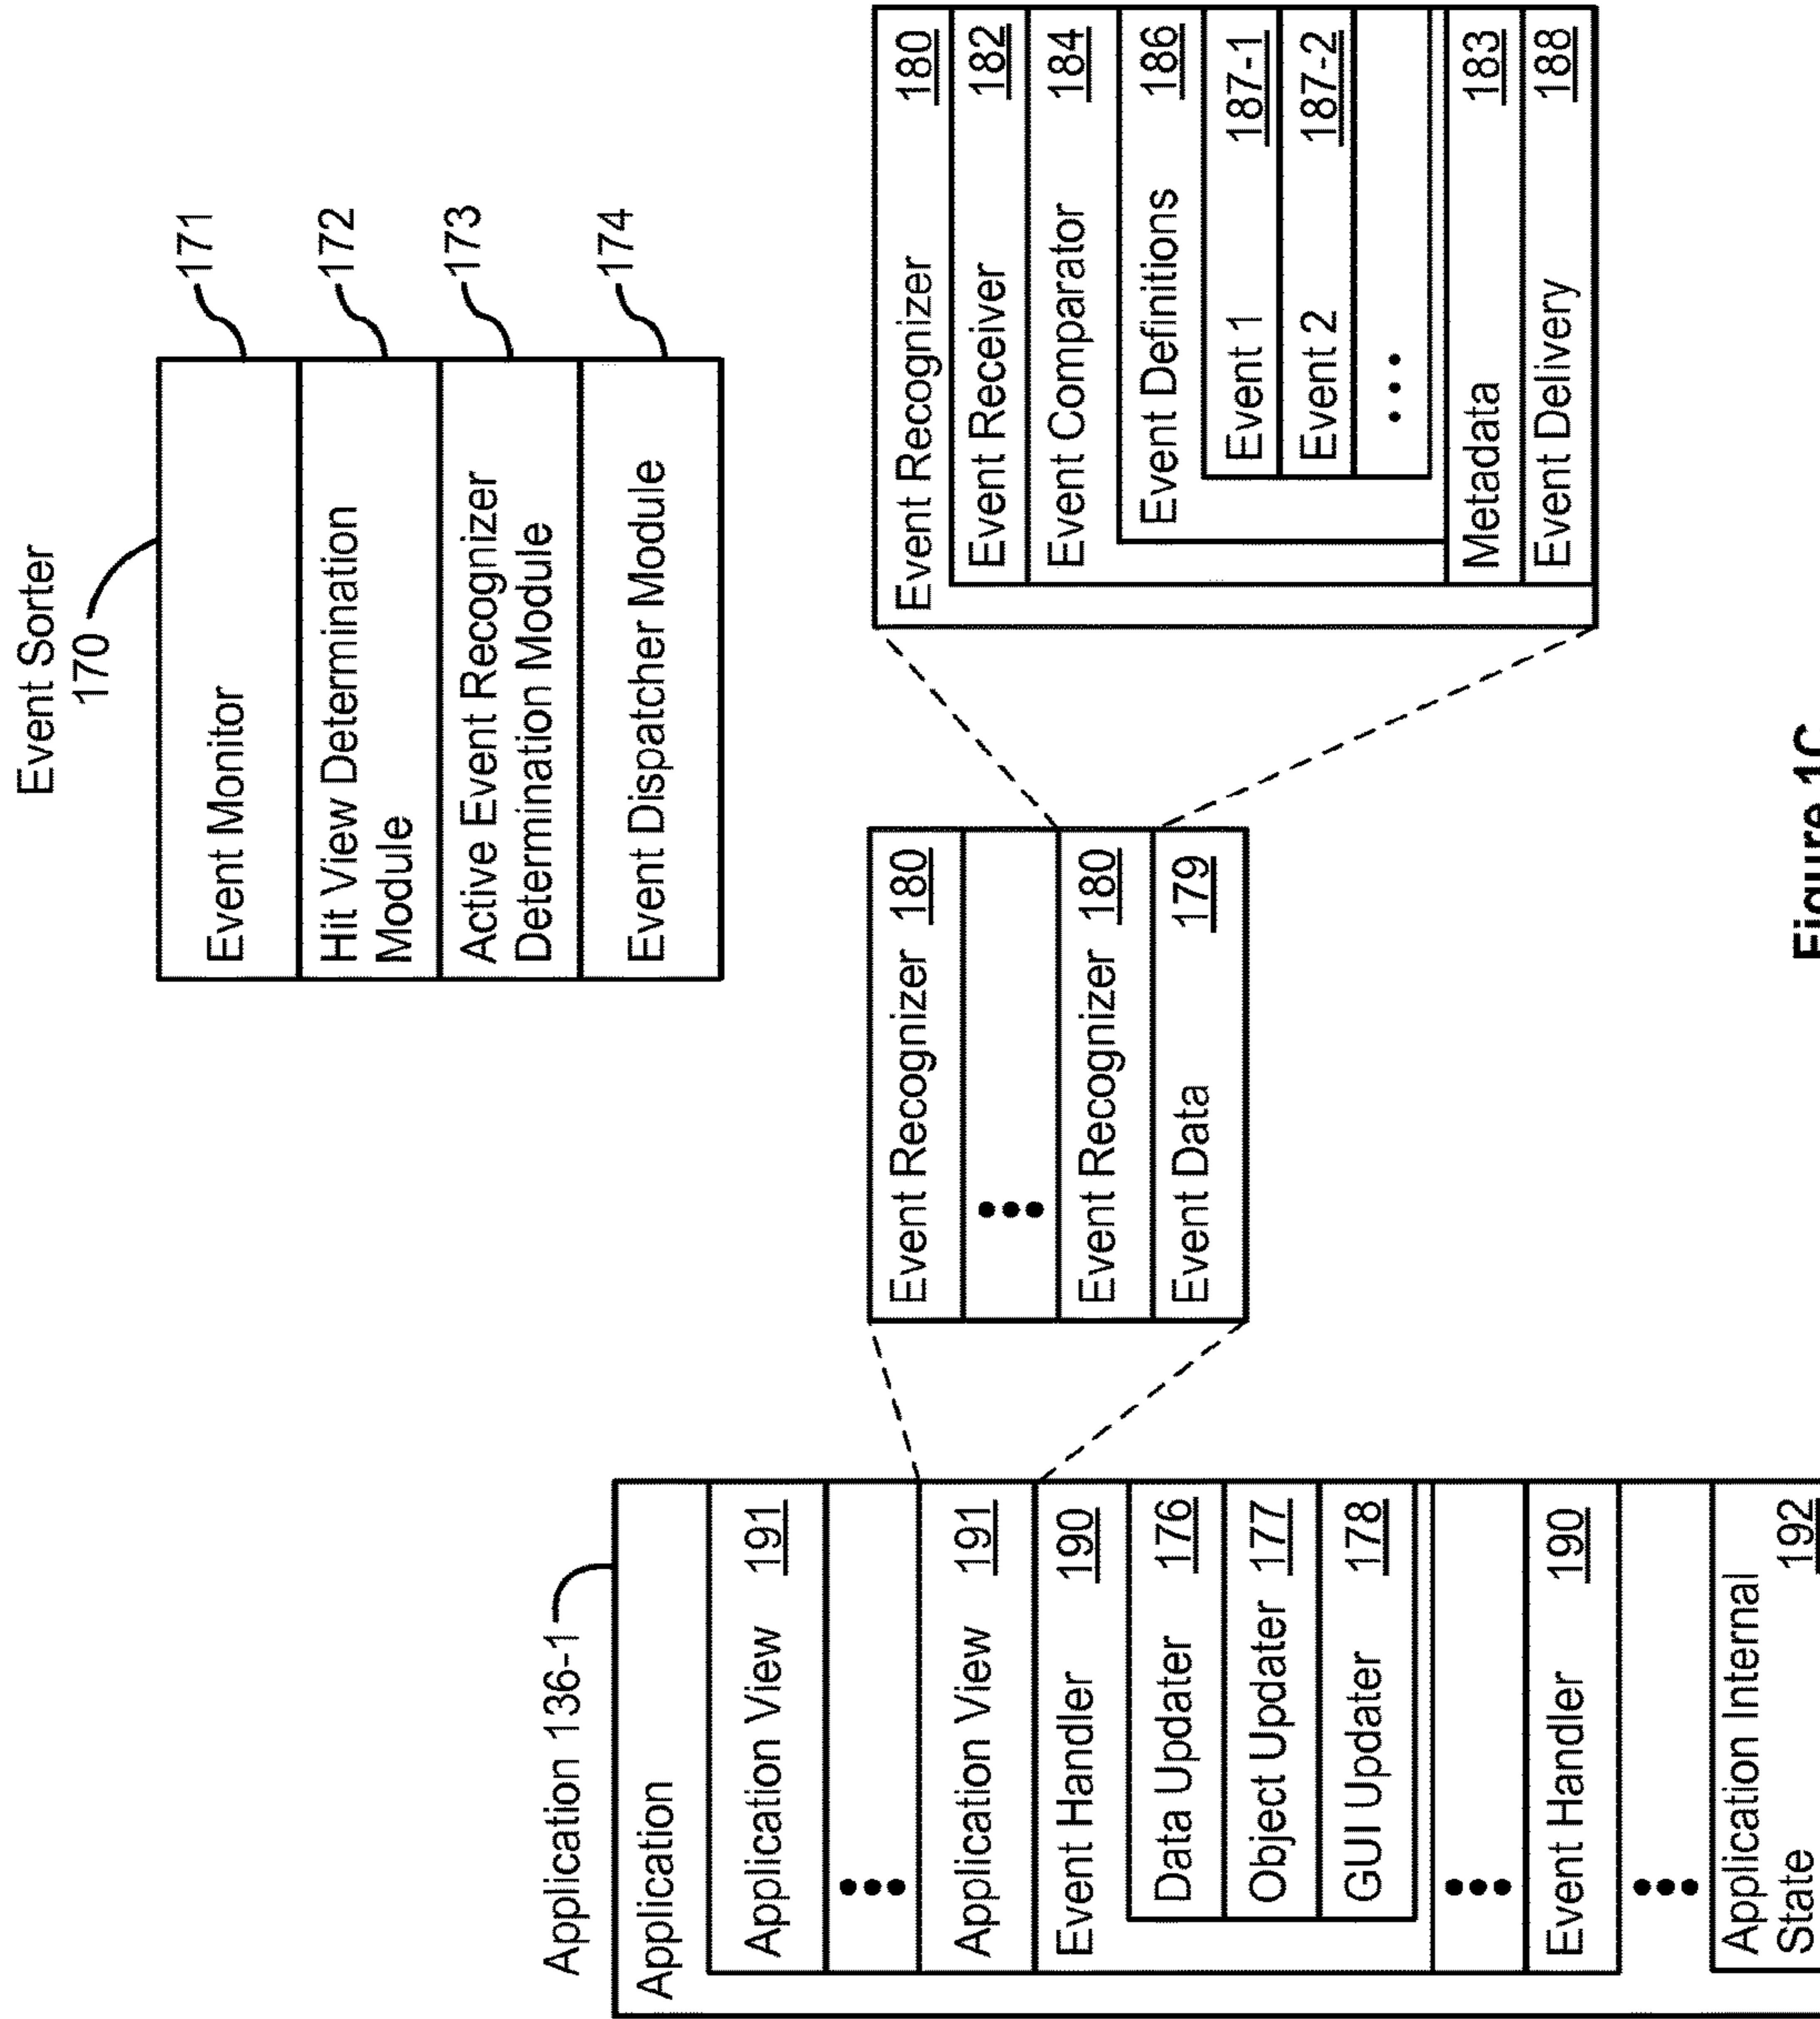 Event Sorter
170
Event Monitor
171
Hit View Determination
Module
172
Active Event Recognizer
Determination Module
173
Event Dispatcher Module
174
Application 136-1
Application
Application View 191
Application View 191
Event Handler 190
Data Updater 176
Object Updater 177
GUI Updater 178
Event Handler 190
Application Internal
State 192
Event Recognizer 180
Event Recognizer 180
Event Data 179
Event Recognizer 180
Event Receiver 182
Event Comparator 184
Event Definitions 186
Event 1 187-1
Event 2 187-2
Metadata 183
Event Delivery 188
Figure 1C